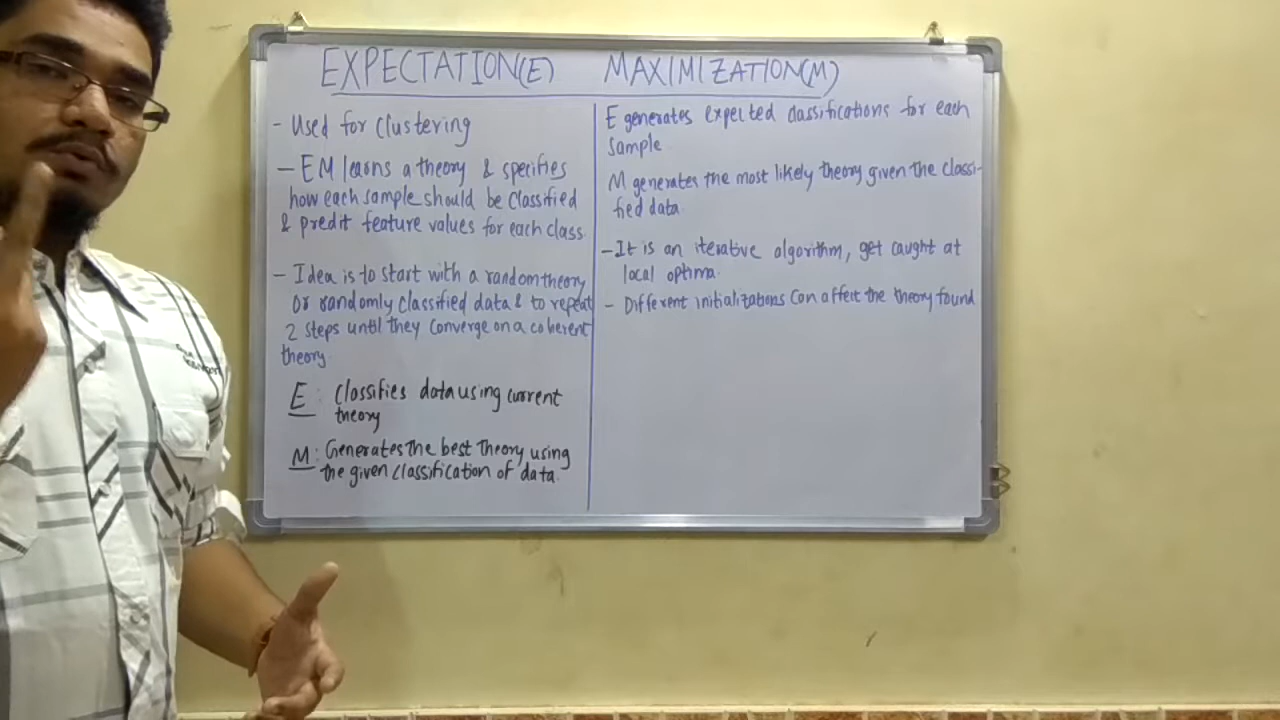 EXPECTATION(E) MAXIMIZATION(M)
- Used for clustering
- EM learns a theory & specifies
how each sample should be classified
& predit feature values for each class
- Idea is to start with a random theory
or randomly classified data & to repeat
2 steps until they converge on a coherent
theory.
E : Classifies data using current
theory
M : Generates the best theory using
the given classification of data.
E generates expected classifications for each
sample.
M generates the most likely theory given the classi-
fied data.
- It is an iterative algorithm, get caught at
local optima.
- Different initializations can affect the theory found